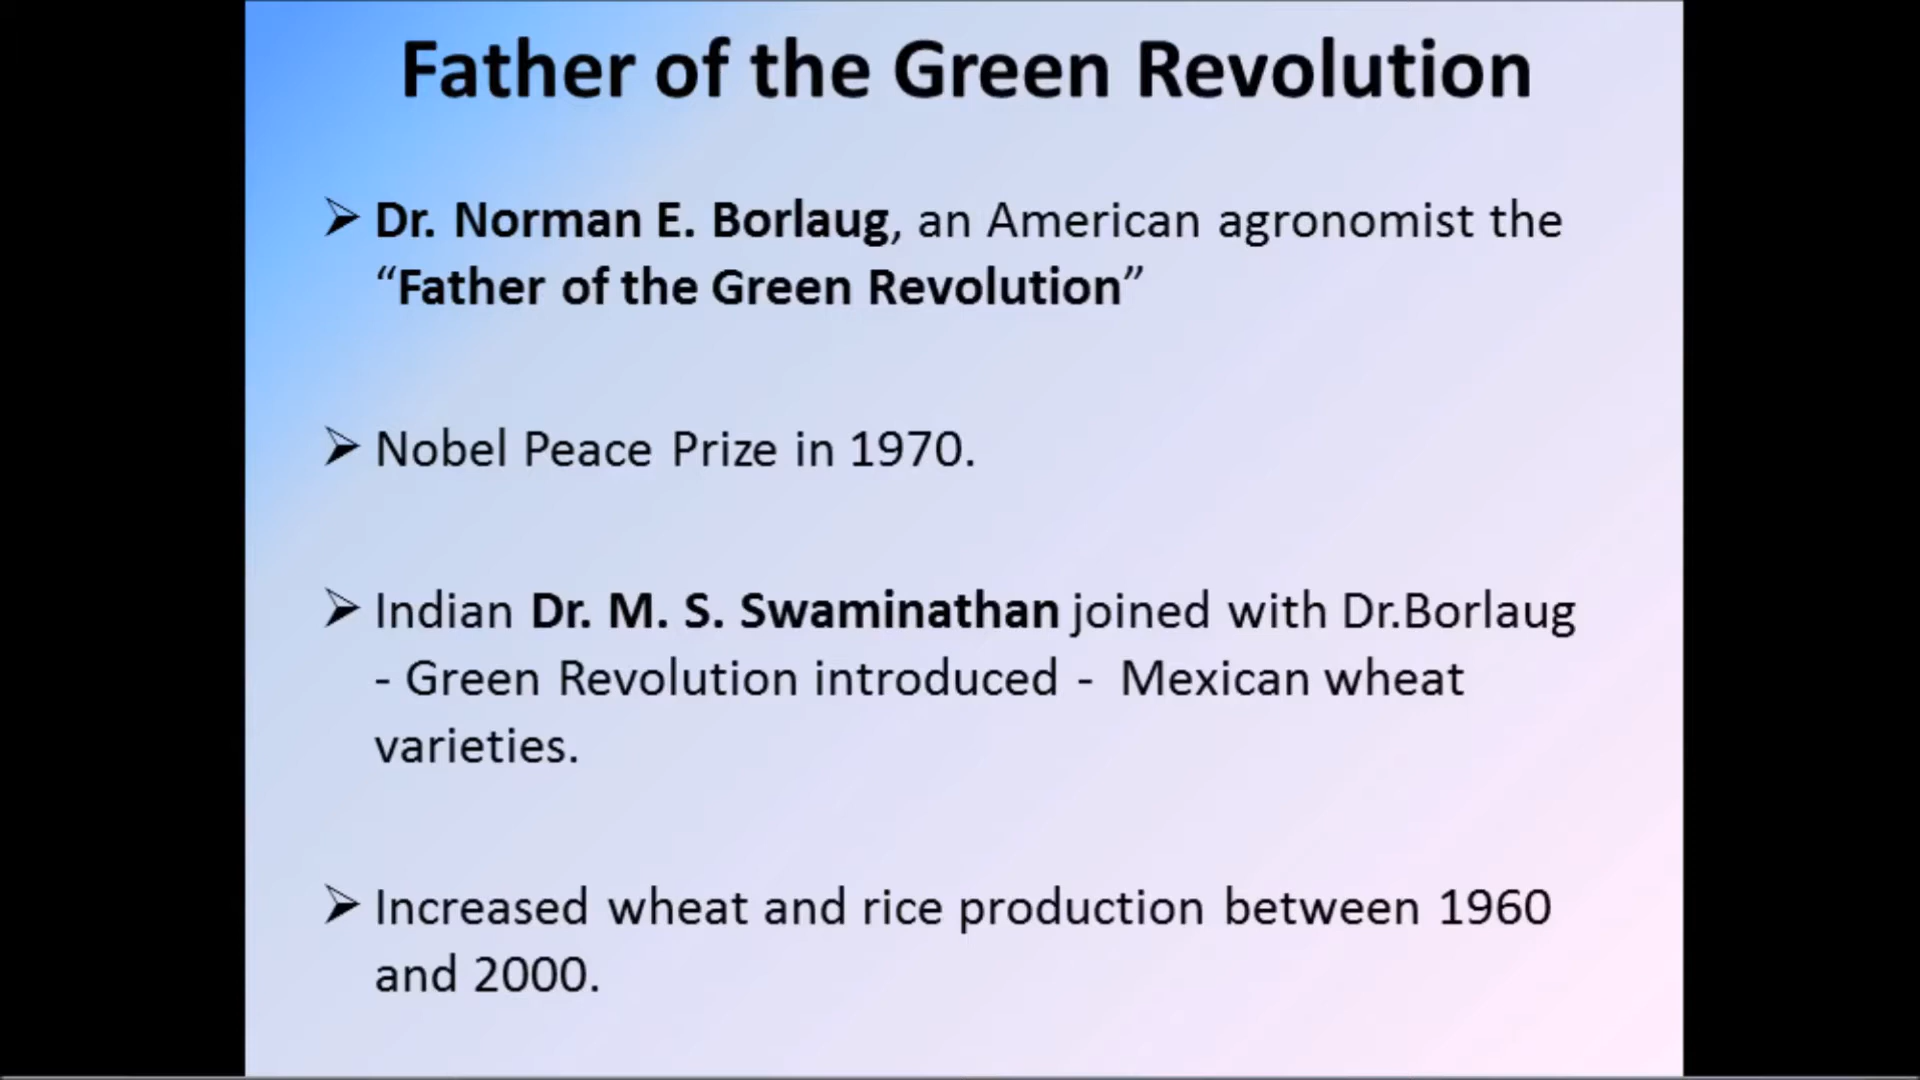 Father of the Green Revolution
➢ Dr. Norman E. Borlaug, an American agronomist the
“Father of the Green Revolution”
➢ Nobel Peace Prize in 1970.
➢ Indian Dr. M. S. Swaminathan joined with Dr.Borlaug
- Green Revolution introduced - Mexican wheat
varieties.
➢ Increased wheat and rice production between 1960
and 2000.